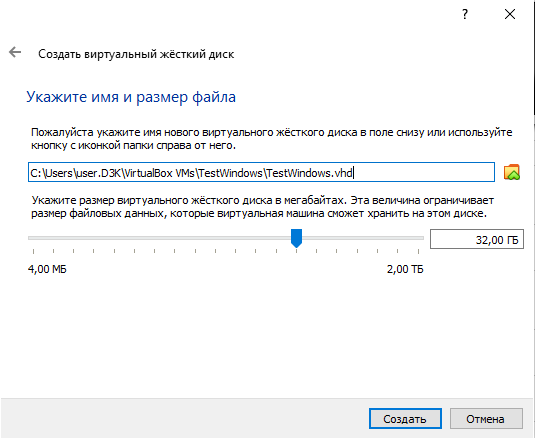 ?
Создать виртуальный жёсткий диск
Укажите имя и размер файла
Пожалуйста укажите имя нового виртуального жёсткого диска в поле снизу или используйте
кнопку с иконкой папки справа от него.
C:\Users\user.D3K\VirtualBox VMs\TestWindows\TestWindows.vhd
Укажите размер виртуального жёсткого диска в мегабайтах. Эта величина ограничивает
размер файловых данных, которые виртуальная машина сможет хранить на этом диске.
32,00 ГБ
4,00 МБ
2,00 ТБ
Создать
Отмена